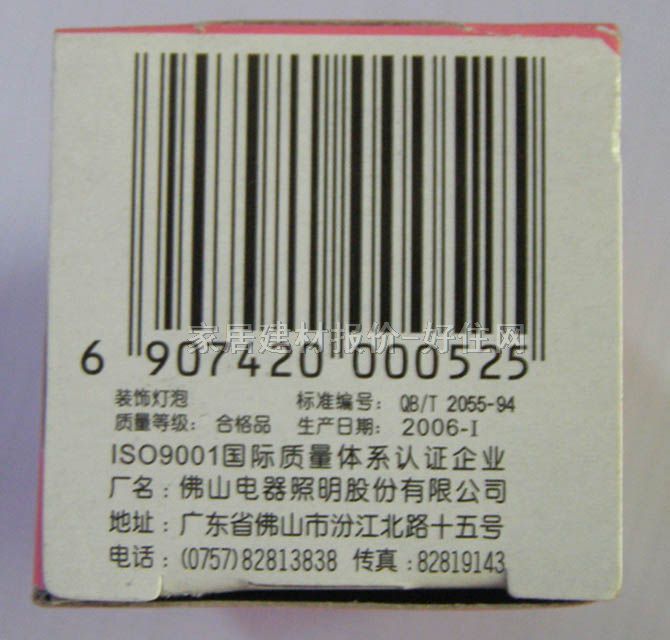 家居建材报价-好住网
6 907420 000525
装饰灯泡 标准编号: QB/T 2055-94
质量等级: 合格品 生产日期: 2006-I
ISO9001国际质量体系认证企业
厂名:佛山电器照明股份有限公司
地址:广东省佛山市汾江北路十五号
电话:(0757)82813838 传真:82819143